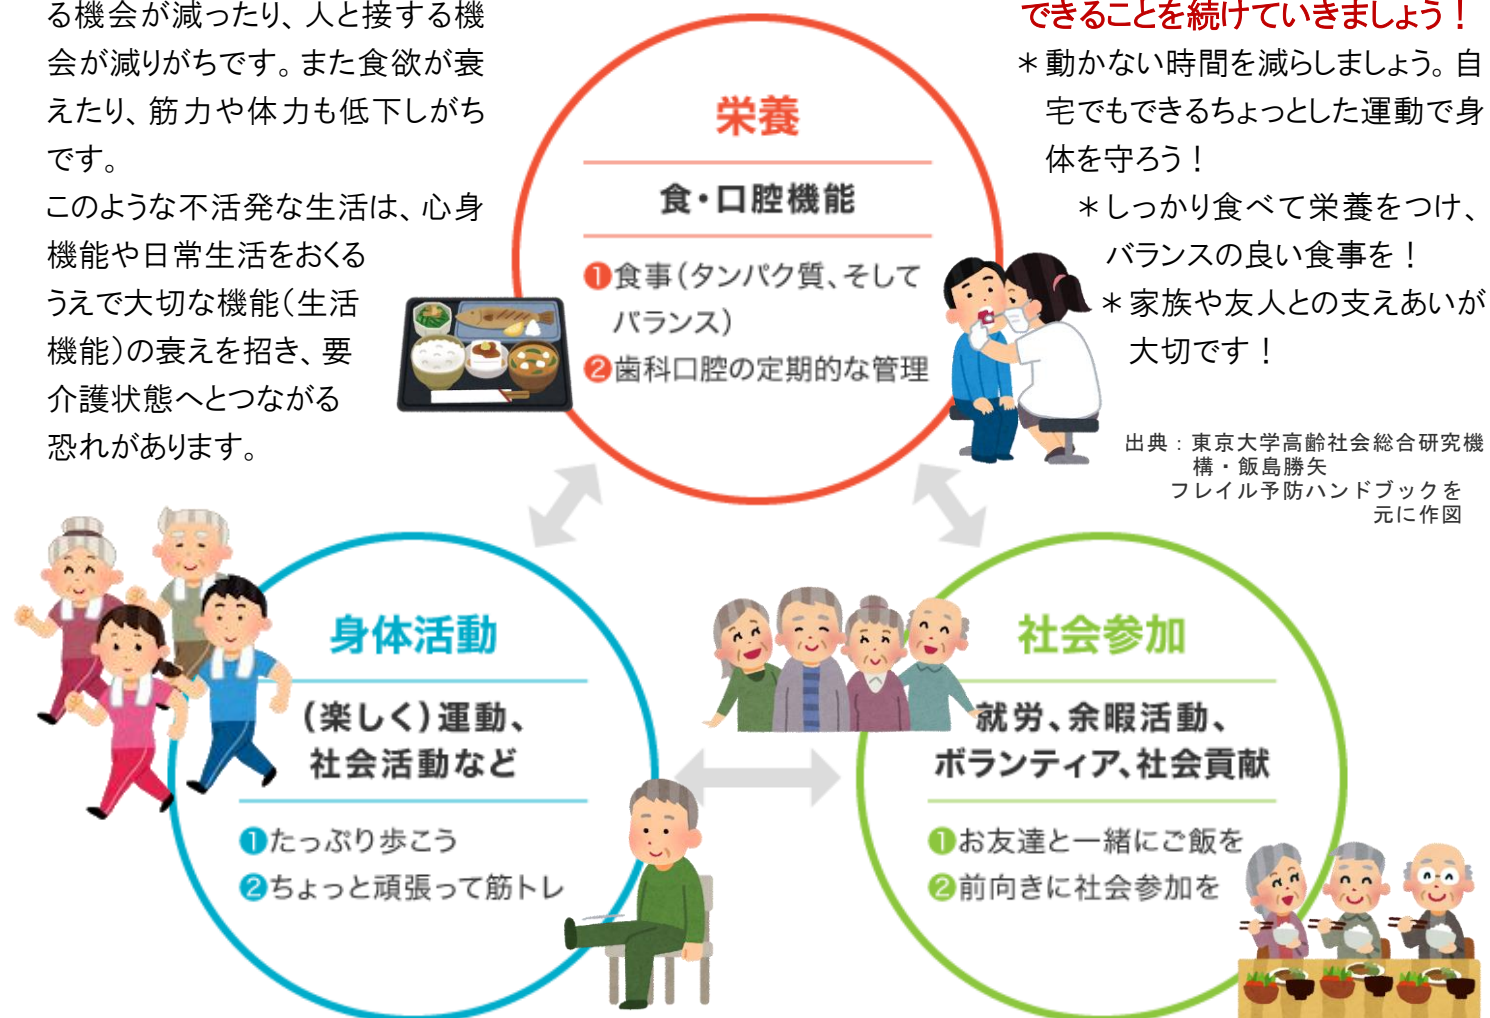 る機会が減ったり、人と接する機
会が減りがちです。また食欲が衰
えたり、筋力や体力も低下しがち
です。
このような不活発な生活は、心身
機能や日常生活をおくる
うえで大切な機能（生活
機能）の衰えを招き、要
介護状態へとつながる
恐れがあります。
栄養
食・口腔機能
❶食事（タンパク質、そして
バランス）
❷歯科口腔の定期的な管理
できることを続けていきましょう！
＊動かない時間を減らしましょう。自
宅でもできるちょっとした運動で身
体を守ろう！
＊しっかり食べて栄養をつけ、
バランスの良い食事を！
＊家族や友人との支えあいが
大切です！
出典：東京大学高齢社会総合研究機
構・飯島勝矢
フレイル予防ハンドブックを
元に作図
身体活動
（楽しく）運動、
社会活動など
❶たっぷり歩こう
❷ちょっと頑張って筋トレ
社会参加
就労、余暇活動、
ボランティア、社会貢献
❶お友達と一緒にご飯を
❷前向きに社会参加を